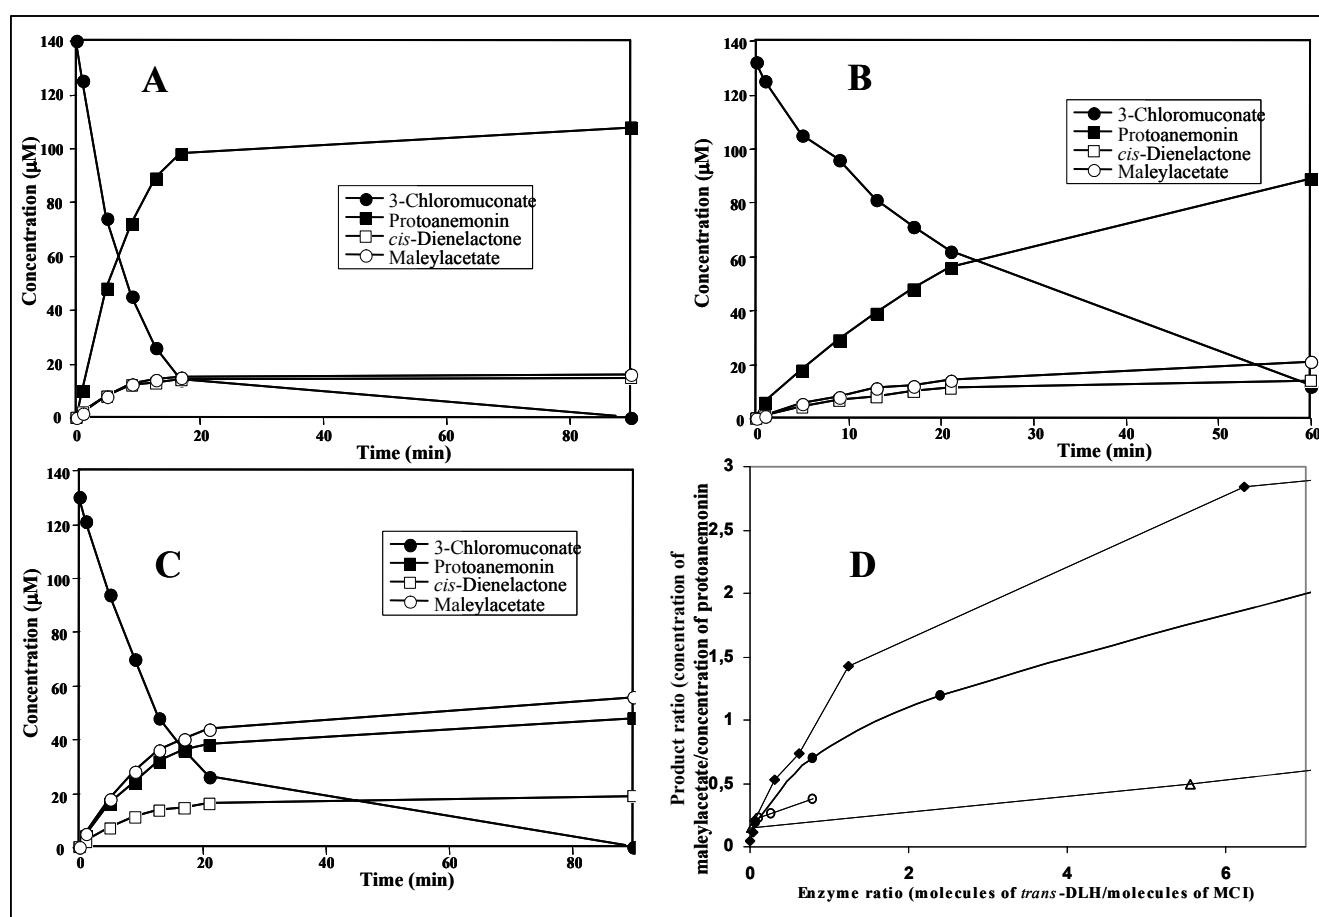 A
140
120
100
80
60
40
20
0
Concentration (μM)
3-Chloromuconate
Protoanemonin
cis-Dienelactone
Maleylacetate
0 20 40 60 80
Time (min)
B
140
120
100
80
60
40
20
0
Concentration (μM)
3-Chloromuconate
Protoanemonin
cis-Dienelactone
Maleylacetate
0 10 20 30 40 50 60
Time (min)
C
140
120
100
80
60
40
20
0
Concentration (μM)
3-Chloromuconate
Protoanemonin
cis-Dienelactone
Maleylacetate
0 20 40 60 80
Time (min)
D
3
2,5
2
1,5
1
0,5
0
Product ratio (conentration of
maleylacetate/concentration of protoanemonin
0 2 4 6
Enzyme ratio (molecules of trans-DLH/molecules of MCI)